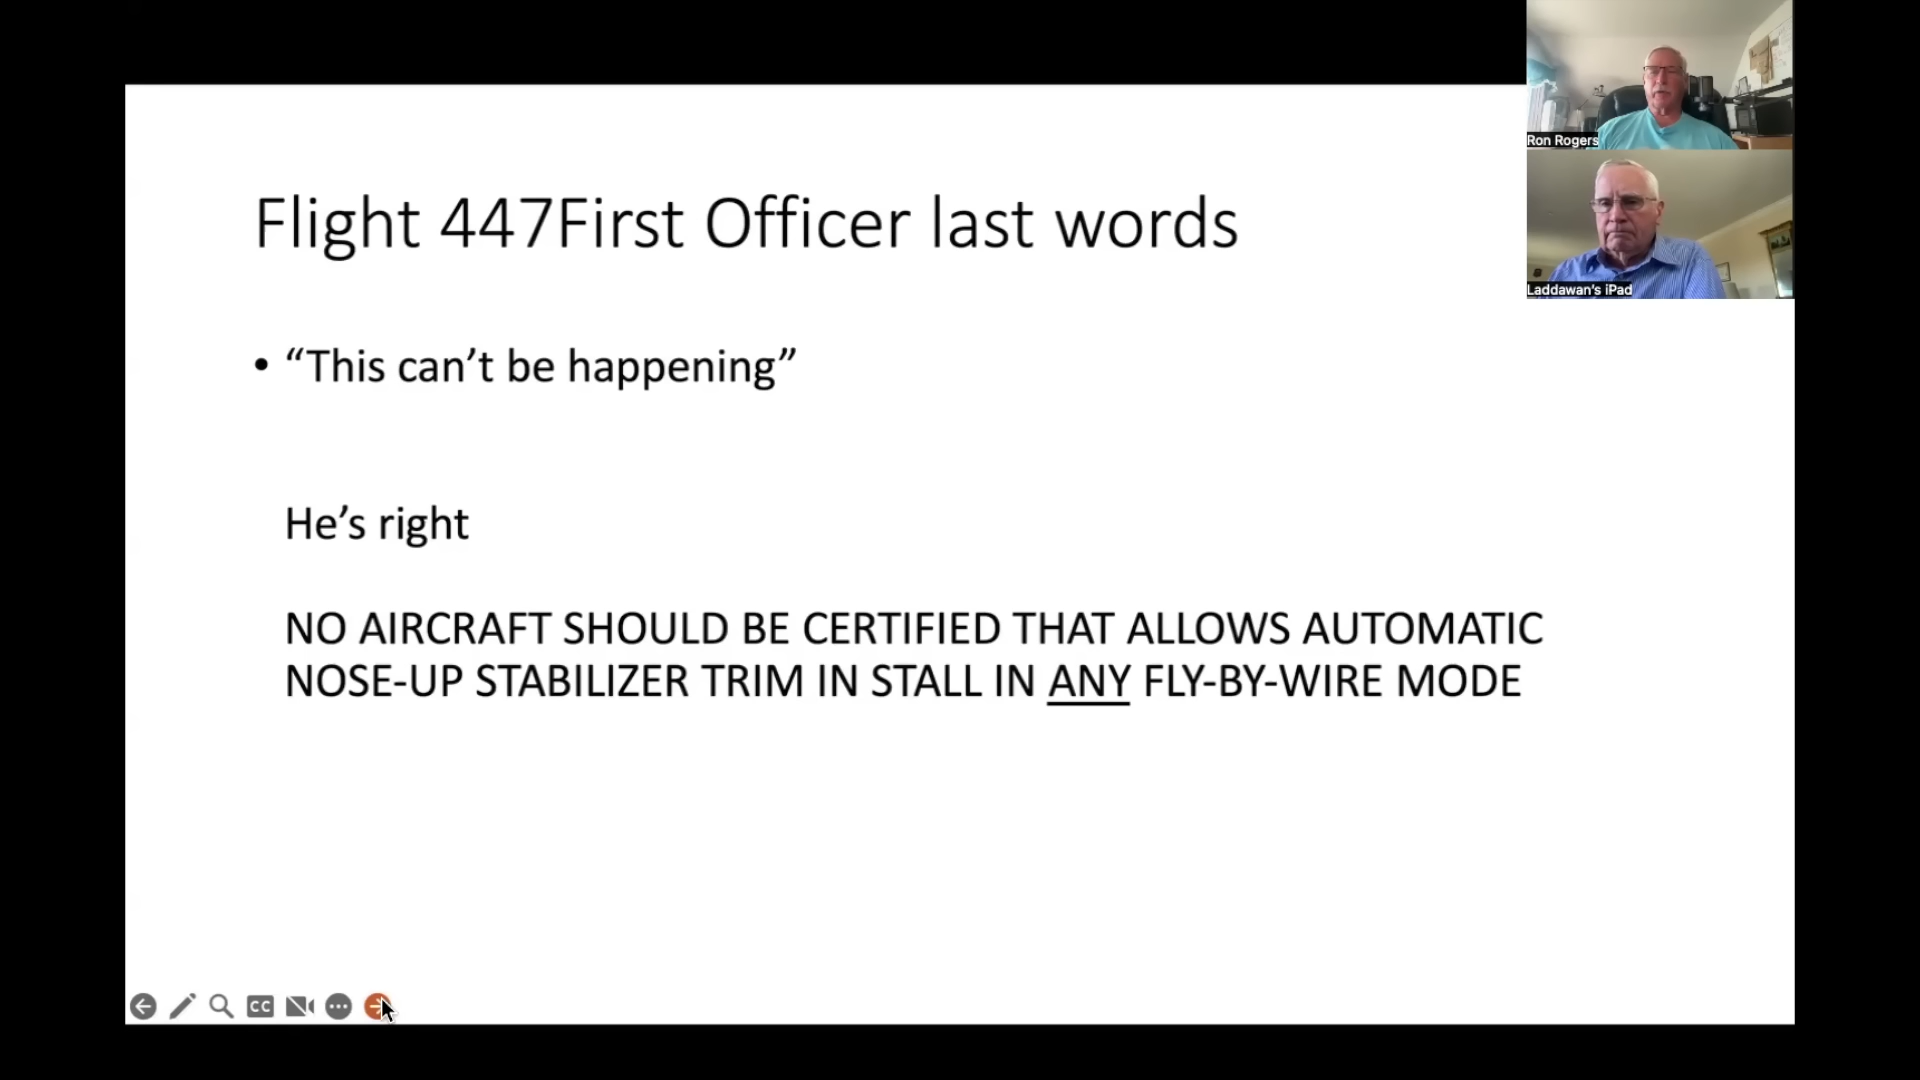 Flight 447First Officer last words
• “This can’t be happening”
He’s right
NO AIRCRAFT SHOULD BE CERTIFIED THAT ALLOWS AUTOMATIC
NOSE-UP STABILIZER TRIM IN STALL IN ANY FLY-BY-WIRE MODE
Ron Rogers
Laddawan's iPad
CC